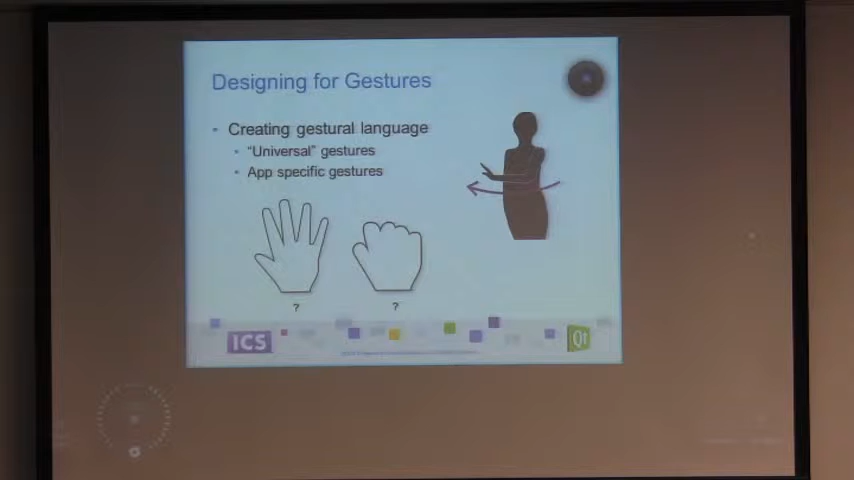 Designing for Gestures
• Creating gestural language
• “Universal” gestures
• App specific gestures
? ?
ICS
Qt